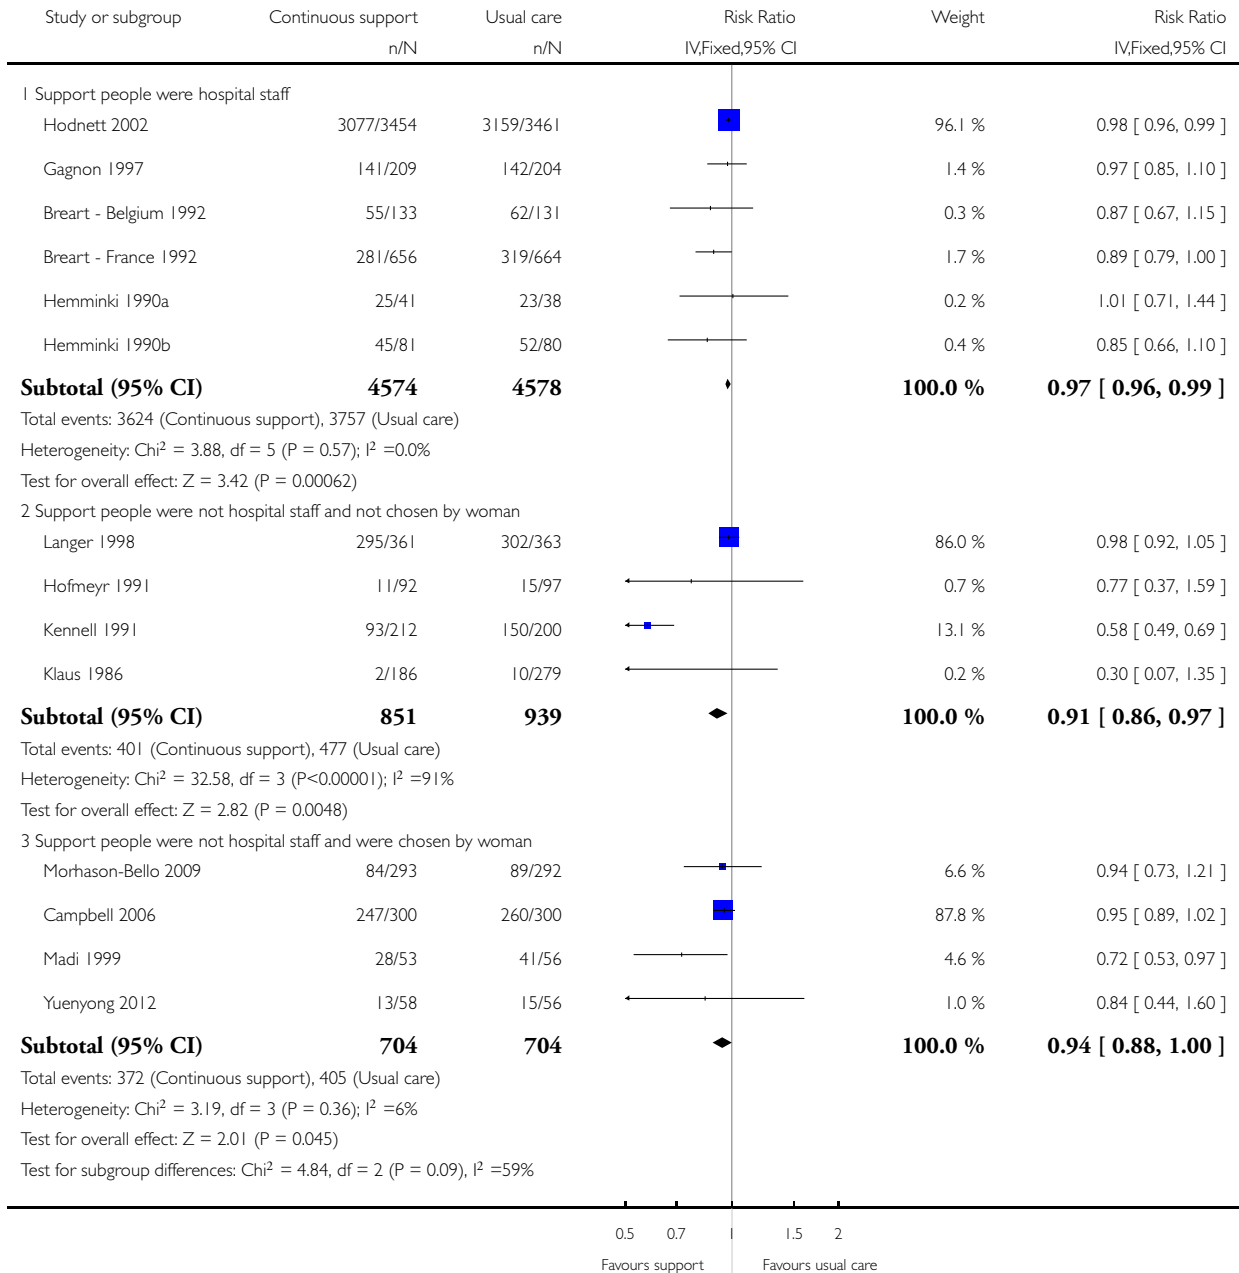 Study or subgroup Continuous support Usual care Risk Ratio Weight Risk Ratio
n/N n/N IV,Fixed,95% CI IV,Fixed,95% CI
1 Support people were hospital staff
Hodnett 2002 3077/3454 3159/3461 96.1 % 0.98 [ 0.96, 0.99 ]
Gagnon 1997 141/209 142/204 1.4 % 0.97 [ 0.85, 1.10 ]
Breart - Belgium 1992 55/133 62/131 0.3 % 0.87 [ 0.67, 1.15 ]
Breart - France 1992 281/656 319/664 1.7 % 0.89 [ 0.79, 1.00 ]
Hemminki 1990a 25/41 23/38 0.2 % 1.01 [ 0.71, 1.44 ]
Hemminki 1990b 45/81 52/80 0.4 % 0.85 [ 0.66, 1.10 ]
Subtotal (95% CI) 4574 4578 100.0 % 0.97 [ 0.96, 0.99 ]
Total events: 3624 (Continuous support), 3757 (Usual care)
Heterogeneity: Chi² = 3.88, df = 5 (P = 0.57); I² =0.0%
Test for overall effect: Z = 3.42 (P = 0.00062)
2 Support people were not hospital staff and not chosen by woman
Langer 1998 295/361 302/363 86.0 % 0.98 [ 0.92, 1.05 ]
Hofmeyr 1991 11/92 15/97 0.7 % 0.77 [ 0.37, 1.59 ]
Kennell 1991 93/212 150/200 13.1 % 0.58 [ 0.49, 0.69 ]
Klaus 1986 2/186 10/279 0.2 % 0.30 [ 0.07, 1.35 ]
Subtotal (95% CI) 851 939 100.0 % 0.91 [ 0.86, 0.97 ]
Total events: 401 (Continuous support), 477 (Usual care)
Heterogeneity: Chi² = 32.58, df = 3 (P<0.00001); I² =91%
Test for overall effect: Z = 2.82 (P = 0.0048)
3 Support people were not hospital staff and were chosen by woman
Morhason-Bello 2009 84/293 89/292 6.6 % 0.94 [ 0.73, 1.21 ]
Campbell 2006 247/300 260/300 87.8 % 0.95 [ 0.89, 1.02 ]
Madi 1999 28/53 41/56 4.6 % 0.72 [ 0.53, 0.97 ]
Yuenyong 2012 13/58 15/56 1.0 % 0.84 [ 0.44, 1.60 ]
Subtotal (95% CI) 704 704 100.0 % 0.94 [ 0.88, 1.00 ]
Total events: 372 (Continuous support), 405 (Usual care)
Heterogeneity: Chi² = 3.19, df = 3 (P = 0.36); I² =6%
Test for overall effect: Z = 2.01 (P = 0.045)
Test for subgroup differences: Chi² = 4.84, df = 2 (P = 0.09), I² =59%
0.5 0.7 1 1.5 2
Favours support Favours usual care